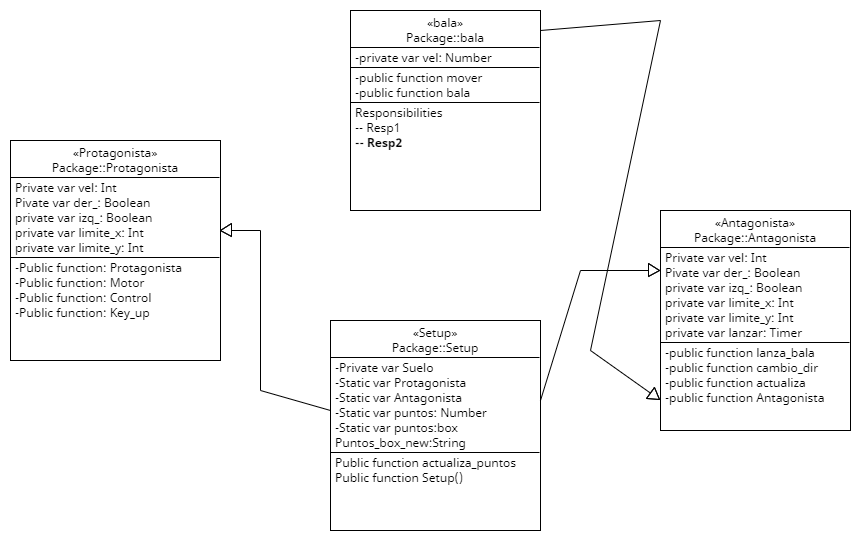 «bala»
Package::bala
-private var vel: Number
-public function mover
-public function bala
Responsibilities
-- Resp1
-- Resp2
«Protagonista»
Package::Protagonista
Private var vel: Int
Pivate var der_: Boolean
private var izq_: Boolean
private var limite_x: Int
private var limite_y: Int
-Public function: Protagonista
-Public function: Motor
-Public function: Control
-Public function: Key_up
«Antagonista»
Package::Antagonista
Private var vel: Int
Pivate var der_: Boolean
private var izq_: Boolean
private var limite_x: Int
private var limite_y: Int
private var lanzar: Timer
-public function lanza_bala
-public function cambio_dir
-public function actualiza
-public function Antagonista
«Setup»
Package::Setup
-Private var Suelo
-Static var Protagonista
-Static var Antagonista
-Static var puntos: Number
-Static var puntos:box
Puntos_box_new:String
Public function actualiza_puntos
Public function Setup()